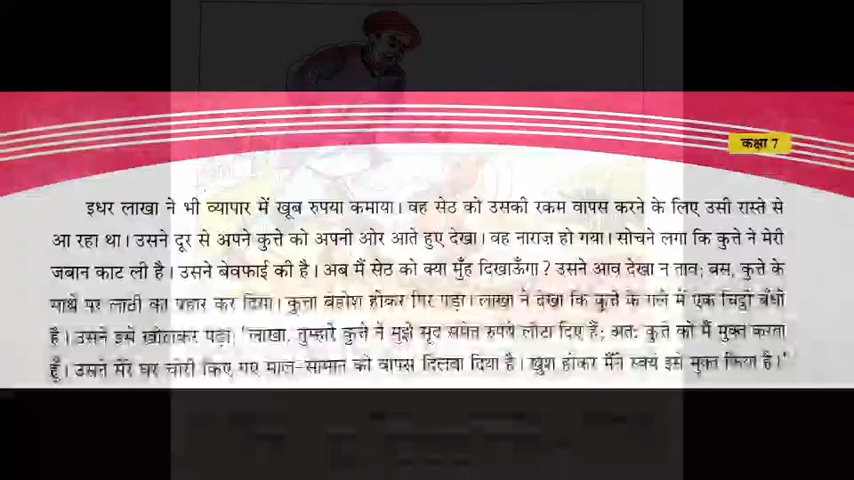 कक्षा 7
इधर लाखा ने भी व्यापार में खूब रुपया कमाया। वह सेठ को उसकी रकम वापस करने के लिए उसी रास्ते से
आ रहा था। उसने दूर से अपने कुत्ते को अपनी ओर आते हुए देखा। वह नाराज़ हो गया। सोचने लगा कि कुत्ते ने मेरी
जबान काट ली है। उसने बेवफाई की है। अब मैं सेठ को क्या मुँह दिखाऊँगा? उसने आव देखा न ताव; बस, कुत्ते के
माथे पर लाठी का प्रहार कर दिया। कुत्ता बेहोश होकर गिर पड़ा। लाखा ने देखा कि कुत्ते के गले में एक चिट्ठी बँधी
है। उसने इसे खोलकर पढ़ा, 'लाखा, तुम्हारे कुत्ते ने मुझे सूद समेत रुपये लौटा दिए हैं; अतः कुत्ते को मैं मुक्त करता
हूँ। उसने मेरे घर चोरी किए गए माल-सामान को वापस दिलवा दिया है। खुश होकर मैंने स्वयं इसे मुक्त किया है।'